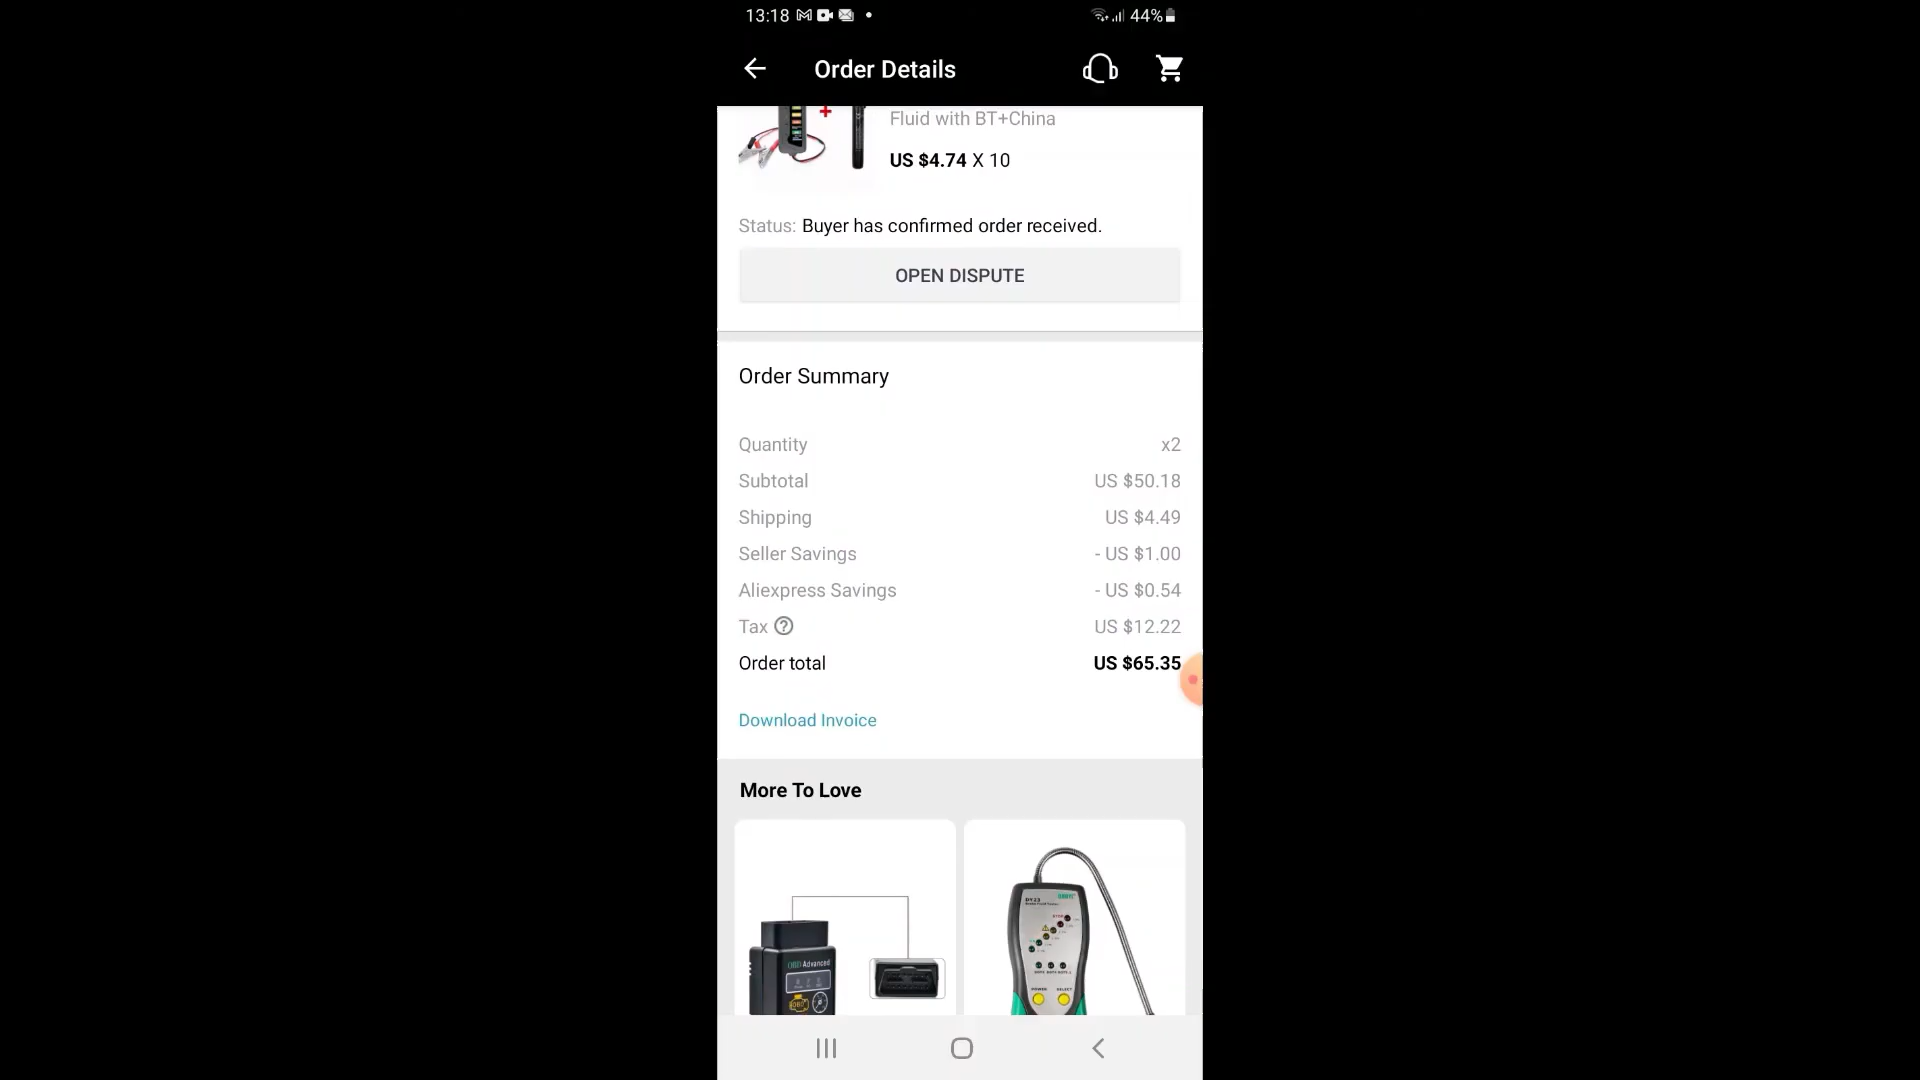 13:18 44%
Order Details
Fluid with BT+China
US $4.74 X 10
Status: Buyer has confirmed order received.
OPEN DISPUTE
Order Summary
Quantity x2
Subtotal US $50.18
Shipping US $4.49
Seller Savings - US $1.00
Aliexpress Savings - US $0.54
Tax ? US $12.22
Order total US $65.35
Download Invoice
More To Love
OBD Advanced
POWER SELECT